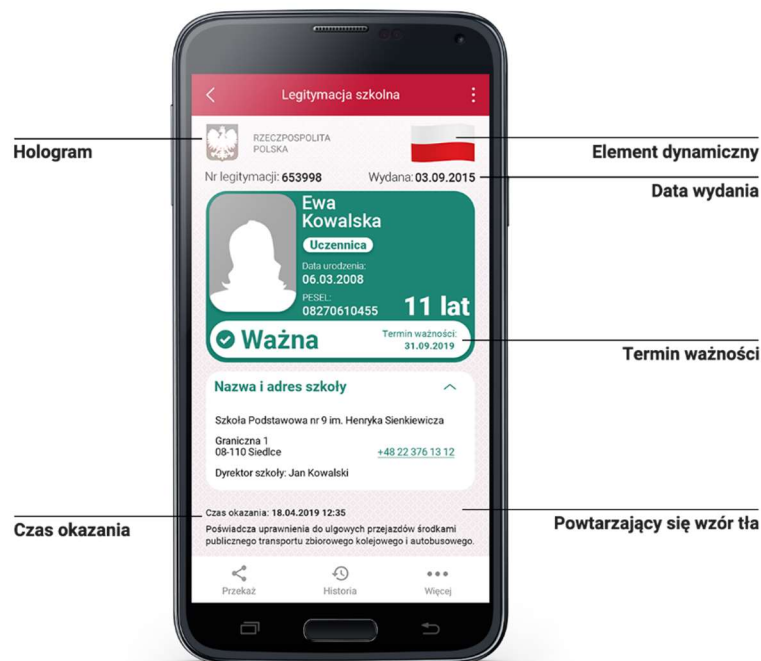 Legitymacja szkolna
Hologram
RZECZPOSPOLITA
POLSKA
Element dynamiczny
Nr legitymacji: 653998
Wydana: 03.09.2015
Data wydania
Ewa
Kowalska
Uczennica
Data urodzenia:
06.03.2008
PESEL:
08270610455
11 lat
Ważna
Termin ważności:
31.09.2019
Termin ważności
Nazwa i adres szkoły
Szkoła Podstawowa nr 9 im. Henryka Sienkiewicza
Graniczna 1
08-110 Siedlce
+48 22 376 13 12
Dyrektor szkoły: Jan Kowalski
Czas okazania: 18.04.2019 12:35
Czas okazania
Powtarzający się wzór tła
Poświadcza uprawnienia do ulgowych przejazdów środkami
publicznego transportu zbiorowego kolejowego i autobusowego.
Przekaż
Historia
Więcej